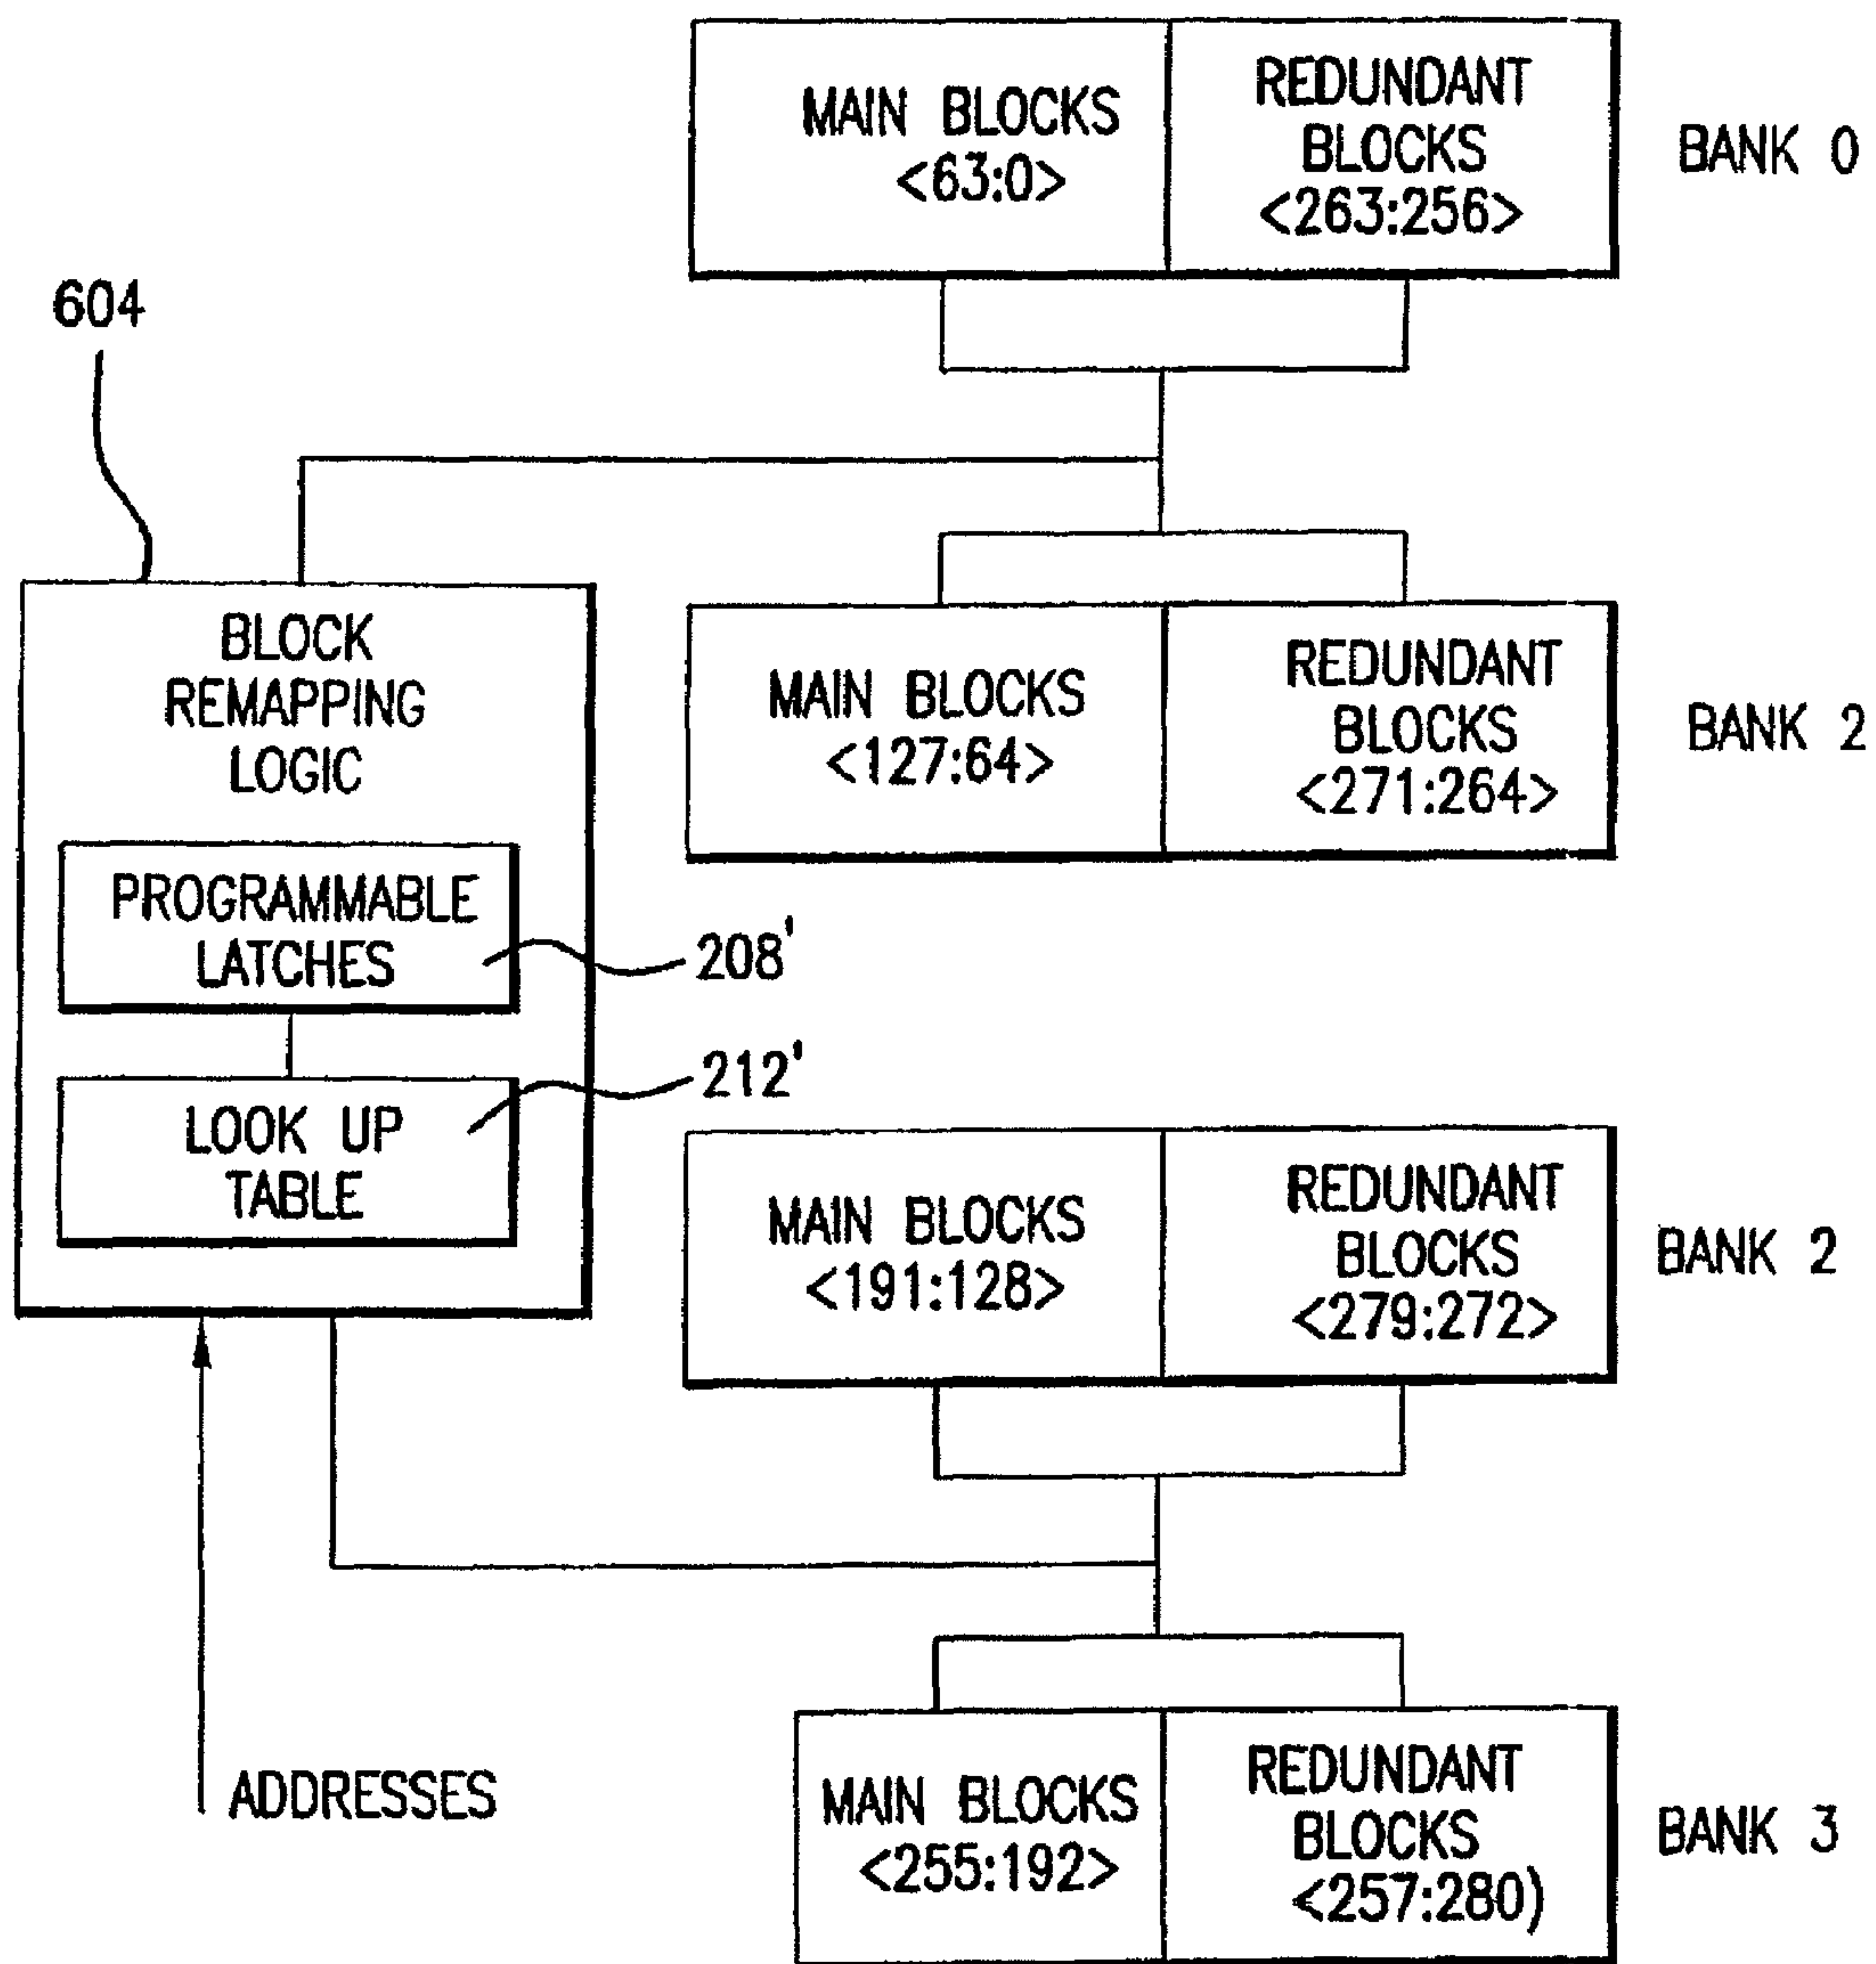 MAIN BLOCKS
<63:0>
REDUNDANT
BLOCKS
<263:256>
BANK 0
604
BLOCK
REMAPPING
LOGIC
PROGRAMMABLE
LATCHES
208'
LOOK UP
TABLE
212'
MAIN BLOCKS
<127:64>
REDUNDANT
BLOCKS
<271:264>
BANK 2
MAIN BLOCKS
<191:128>
REDUNDANT
BLOCKS
<279:272>
BANK 2
ADDRESSES
MAIN BLOCKS
<255:192>
REDUNDANT
BLOCKS
<257:280)
BANK 3